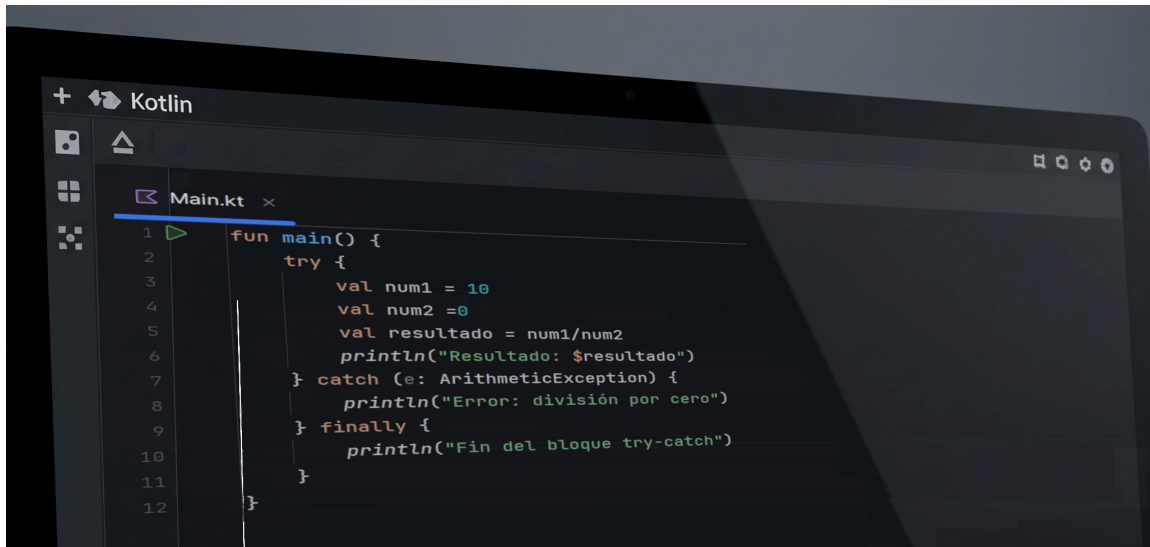 + Kotlin
Main.kt ×
1 fun main() {
2 try {
3 val num1 = 10
4 val num2 =0
5 val resultado = num1/num2
6 println("Resultado: $resultado")
7 } catch (e: ArithmeticException) {
8 println("Error: división por cero")
9 } finally {
10 println("Fin del bloque try-catch")
11 }
12 }